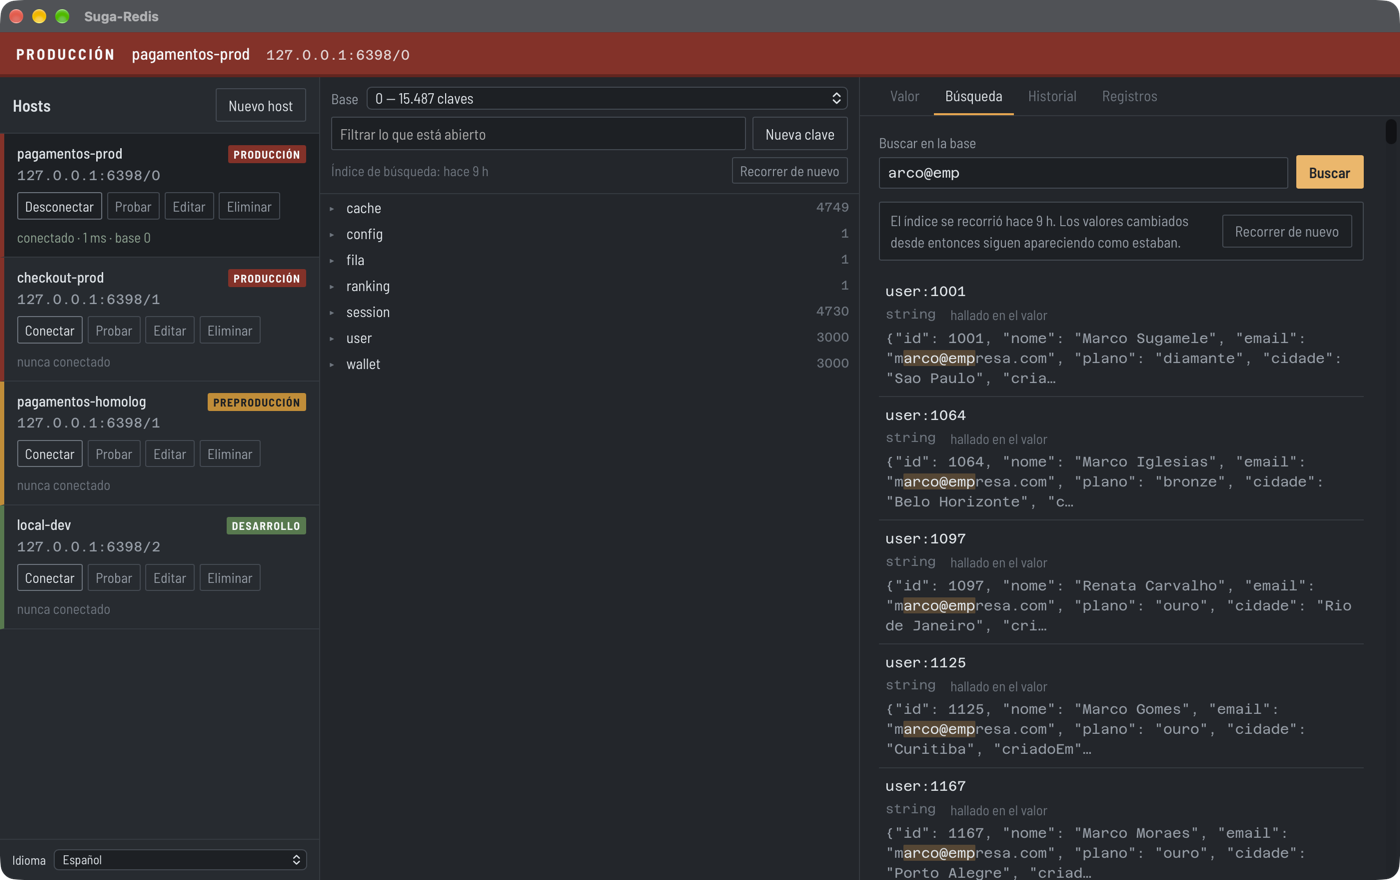 Suga-Redis
PRODUCCIÓN pagamentos-prod 127.0.0.1:6398/0
Hosts
Nuevo host
pagamentos-prod PRODUCCIÓN
127.0.0.1:6398/0
Desconectar Probar Editar Eliminar
conectado · 1 ms · base 0
checkout-prod PRODUCCIÓN
127.0.0.1:6398/1
Conectar Probar Editar Eliminar
nunca conectado
pagamentos-homolog PREPRODUCCIÓN
127.0.0.1:6398/1
Conectar Probar Editar Eliminar
nunca conectado
local-dev DESARROLLO
127.0.0.1:6398/2
Conectar Probar Editar Eliminar
nunca conectado
Idioma Español
Base 0 — 15.487 claves
Filtrar lo que está abierto Nueva clave
Índice de búsqueda: hace 9 h Recorrer de nuevo
cache 4749
config 1
fila 1
ranking 1
session 4730
user 3000
wallet 3000
Valor Búsqueda Historial Registros
Buscar en la base
arco@emp Buscar
El índice se recorrió hace 9 h. Los valores cambiados
desde entonces siguen apareciendo como estaban.
Recorrer de nuevo
user:1001
string hallado en el valor
{"id": 1001, "nome": "Marco Sugamele", "email":
"marco@empresa.com", "plano": "diamante", "cidade":
"Sao Paulo", "cria…
user:1064
string hallado en el valor
{"id": 1064, "nome": "Marco Iglesias", "email":
"marco@empresa.com", "plano": "bronze", "cidade":
"Belo Horizonte", "c…
user:1097
string hallado en el valor
{"id": 1097, "nome": "Renata Carvalho", "email":
"marco@empresa.com", "plano": "ouro", "cidade": "Rio
de Janeiro", "cri…
user:1125
string hallado en el valor
{"id": 1125, "nome": "Marco Gomes", "email":
"marco@empresa.com", "plano": "ouro", "cidade":
"Curitiba", "criadoEm"…
user:1167
string hallado en el valor
{"id": 1167, "nome": "Marco Moraes", "email":
"marco@empresa.com", "plano": "ouro", "cidade":
"Porto Alegre", "criad…